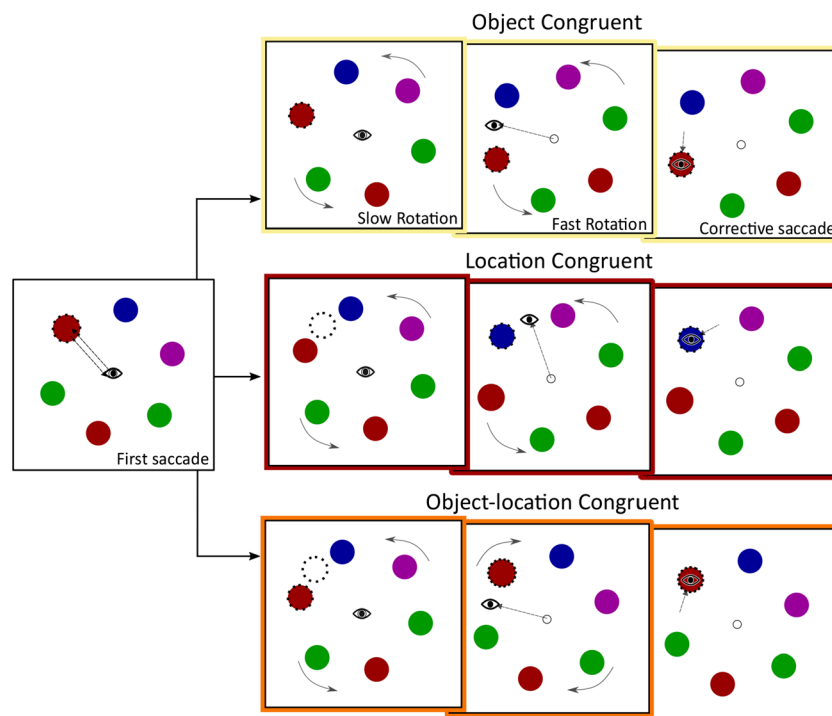 Object Congruent
Slow Rotation
Fast Rotation
Corrective saccade
Location Congruent
First saccade
Object-location Congruent